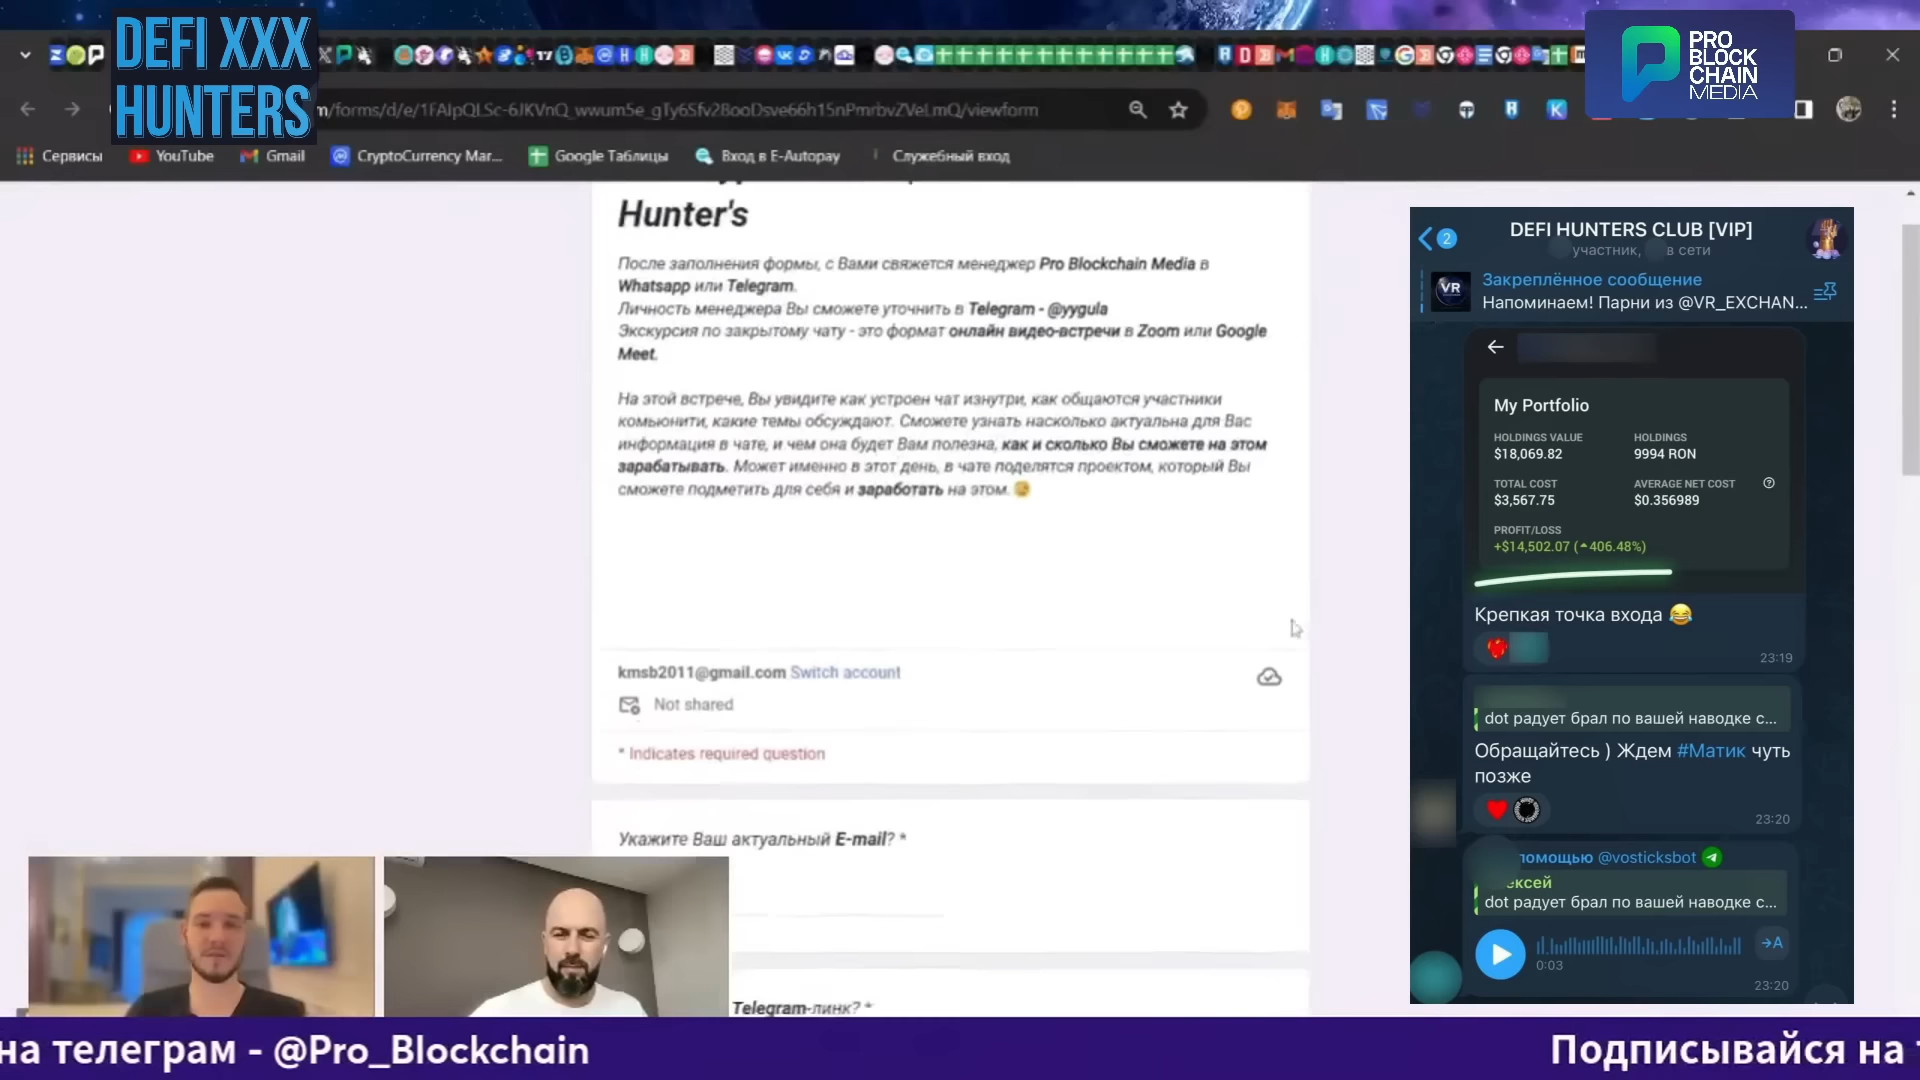 DEFI XXX
HUNTERS
PRO
BLOCK
CHAIN
MEDIA
m/forms/d/e/1FAIpQLSc-6JKVnQ_wwum5e_gTy6Sfv28ooDsve66h15nPmrbvZVeLmQ/viewform
Сервисы
YouTube
Gmail
CryptoCurrency Mar...
Google Таблицы
Вход в E-Autopay
Служебный вход
Hunter's
После заполнения формы, с Вами свяжется менеджер Pro Blockchain Media в
Whatsapp или Telegram.
Личность менеджера Вы сможете уточнить в Telegram - @yygula
Экскурсия по закрытому чату - это формат онлайн видео-встречи в Zoom или Google
Meet.
На этой встрече, Вы увидите как устроен чат изнутри, как общаются участники
комьюнити, какие темы обсуждают. Сможете узнать насколько актуальна для Вас
информация в чате, и чем она будет Вам полезна, как и сколько Вы сможете на этом
зарабатывать. Может именно в этот день, в чате поделятся проектом, который Вы
сможете подметить для себя и заработать на этом.
kmsb2011@gmail.com Switch account
Not shared
* Indicates required question
Укажите Ваш актуальный E-mail? *
Telegram-линк? *
2
DEFI HUNTERS CLUB [VIP]
участник, в сети
VR
Закреплённое сообщение
Напоминаем! Парни из @VR_EXCHAN...
My Portfolio
HOLDINGS VALUE
HOLDINGS
$18,069.82
9994 RON
TOTAL COST
AVERAGE NET COST
$3,567.75
$0.356989
PROFIT/LOSS
+$14,502.07 (406.48%)
Крепкая точка входа 😂
23:19
dot радует брал по вашей наводке с...
Обращайтесь ) Ждем #Матик чуть
позже
23:20
помощью @vosticksbot
ексей
dot радует брал по вашей наводке с...
0:03
→A
23:20
на телеграм - @Pro_Blockchain
Подписывайся на